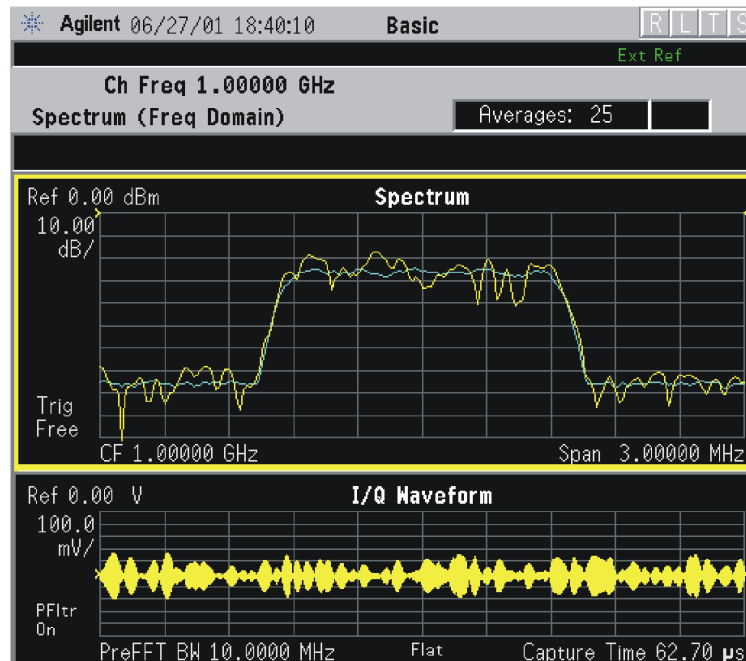 Agilent 06/27/01 18:40:10 Basic R L T S
Ext Ref
Ch Freq 1.00000 GHz
Spectrum (Freq Domain) Averages: 25
Ref 0.00 dBm Spectrum
10.00
dB/
Trig
Free
CF 1.00000 GHz Span 3.00000 MHz
Ref 0.00 V I/Q Waveform
100.0
mV/
PFltr
On
PreFFT BW 10.0000 MHz Flat Capture Time 62.70 µs